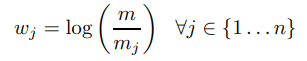 w_j = log(m / m_j) ∀j ∈ {1...n}